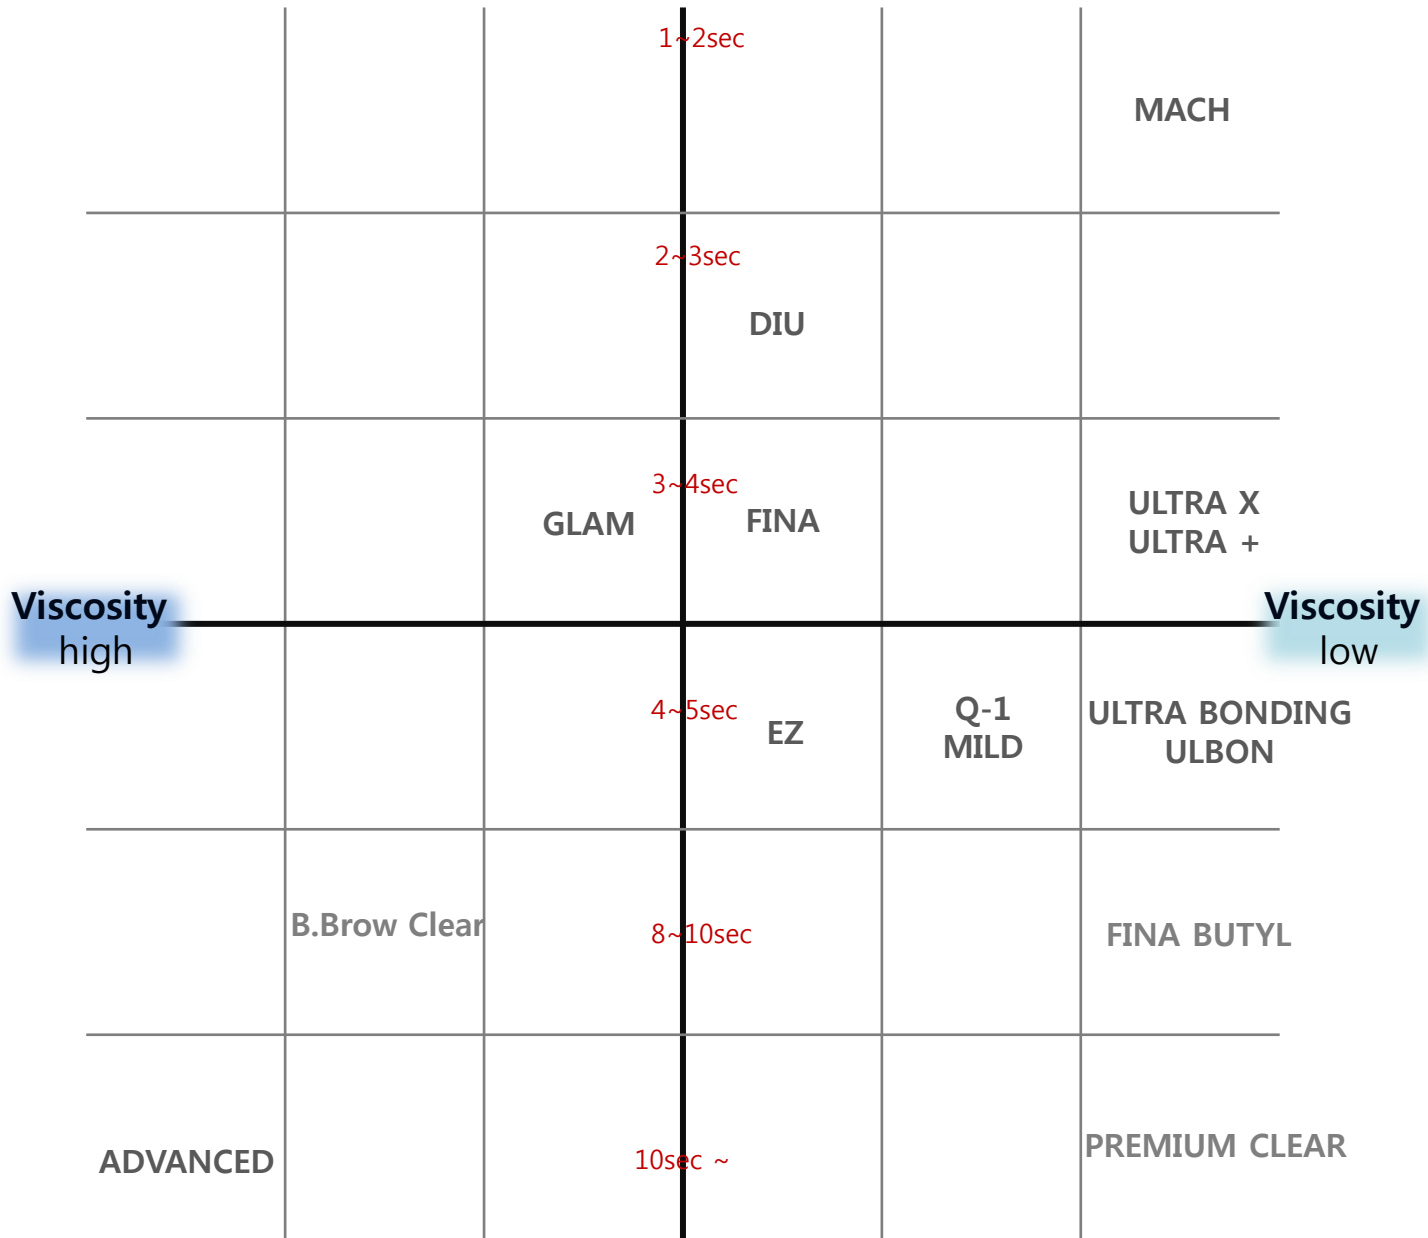 1~2sec
MACH
2~3sec
DIU
3~4sec
GLAM
FINA
ULTRA X
ULTRA +
Viscosity
high
Viscosity
low
4~5sec
EZ
Q-1
MILD
ULTRA BONDING
ULBON
B.Brow Clear
8~10sec
FINA BUTYL
ADVANCED
10sec ~
PREMIUM CLEAR